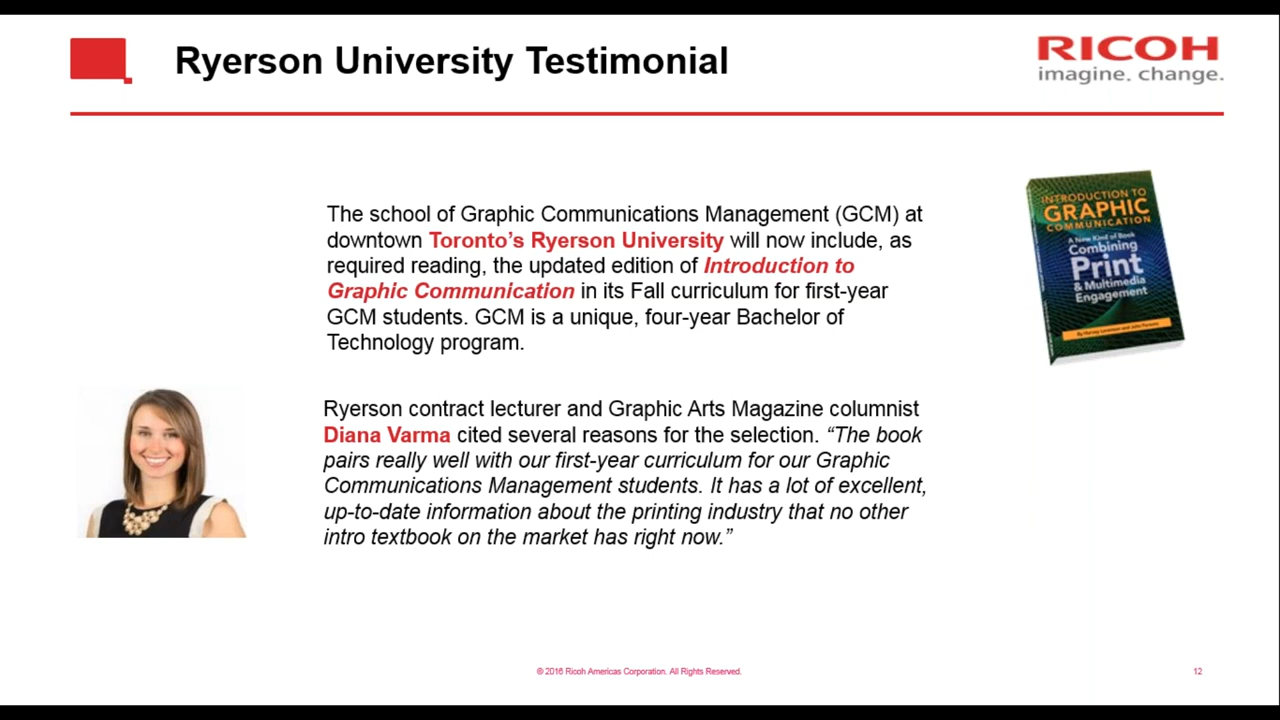 Ryerson University Testimonial
RICOH
imagine. change.
The school of Graphic Communications Management (GCM) at
downtown Toronto’s Ryerson University will now include, as
required reading, the updated edition of Introduction to
Graphic Communication in its Fall curriculum for first-year
GCM students. GCM is a unique, four-year Bachelor of
Technology program.
INTRODUCTION TO
GRAPHIC
COMMUNICATION
A New Kind of Book
Combining
Print
& Multimedia
Engagement
By Harvey Levenson and John Parsons
Ryerson contract lecturer and Graphic Arts Magazine columnist
Diana Varma cited several reasons for the selection. “The book
pairs really well with our first-year curriculum for our Graphic
Communications Management students. It has a lot of excellent,
up-to-date information about the printing industry that no other
intro textbook on the market has right now.”
© 2016 Ricoh Americas Corporation. All Rights Reserved.
12